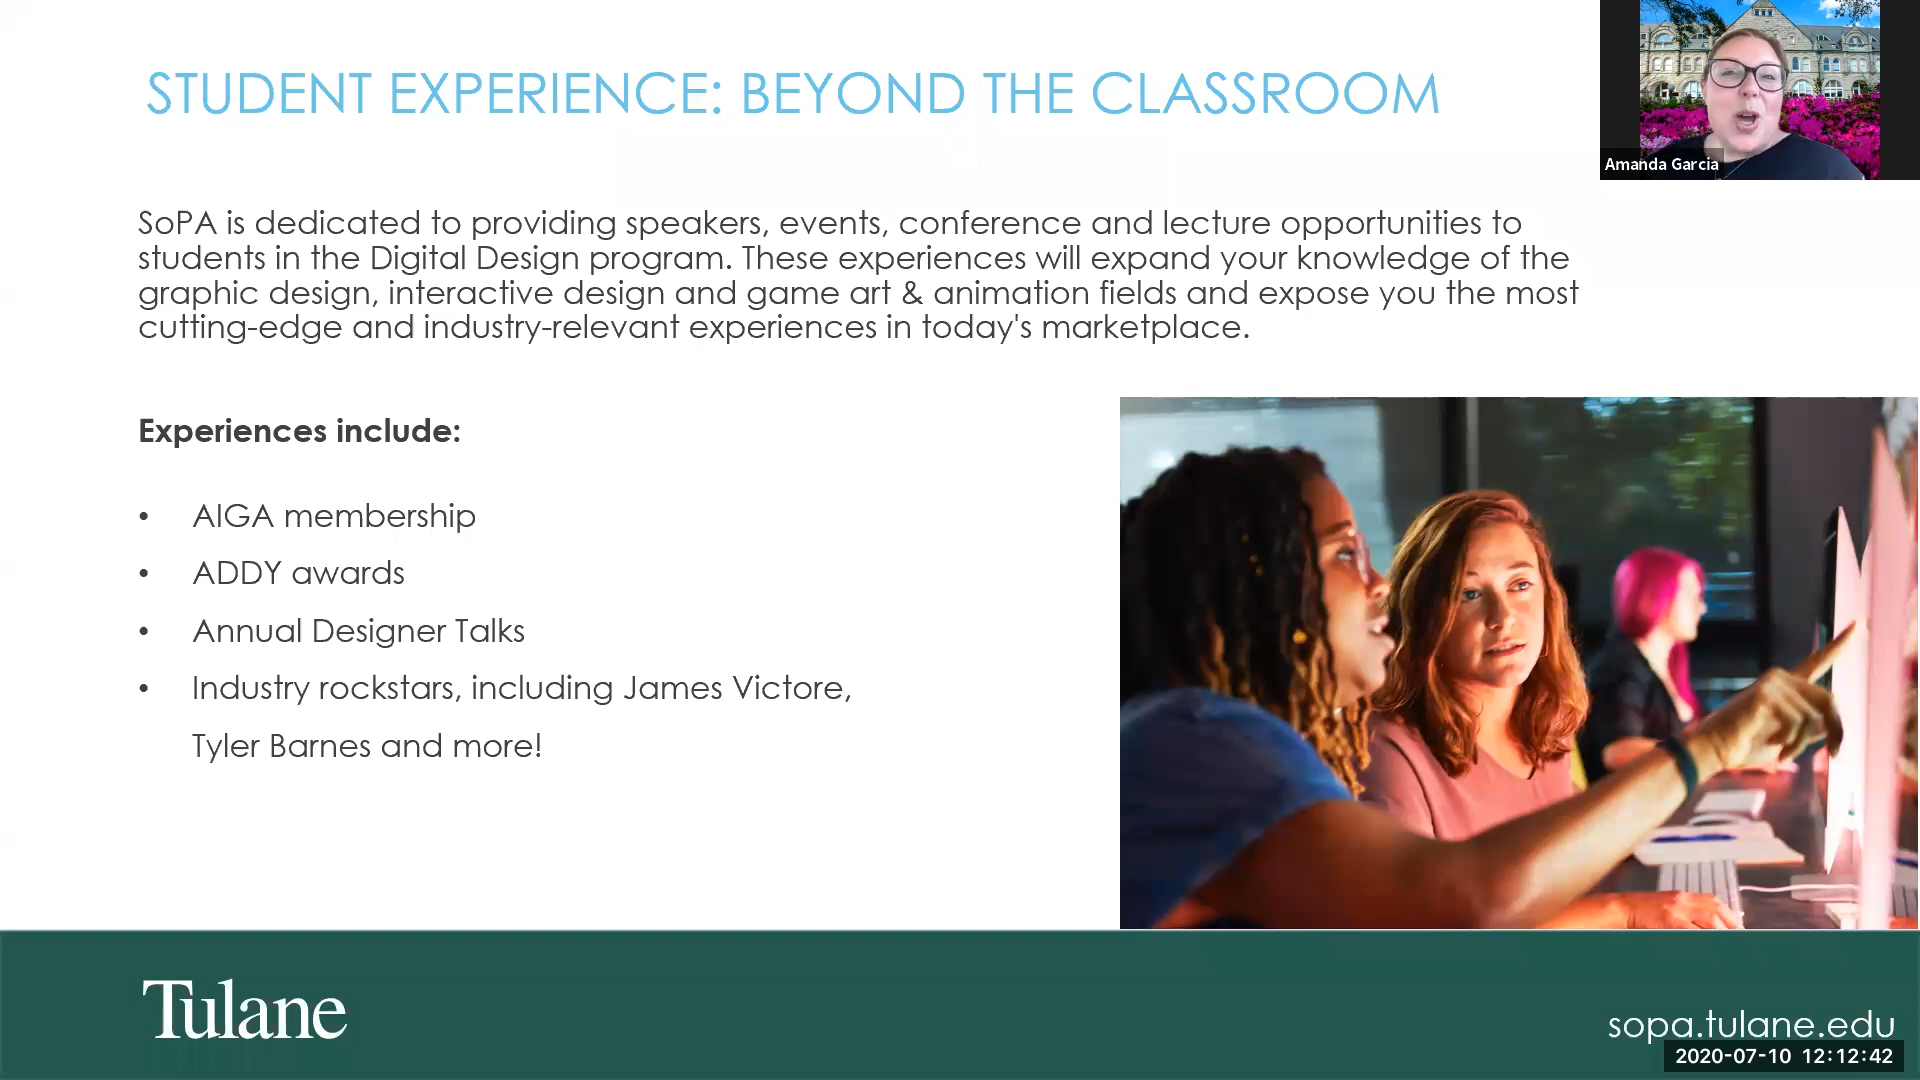 STUDENT EXPERIENCE: BEYOND THE CLASSROOM
Amanda Garcia
SoPA is dedicated to providing speakers, events, conference and lecture opportunities to
students in the Digital Design program. These experiences will expand your knowledge of the
graphic design, interactive design and game art & animation fields and expose you the most
cutting-edge and industry-relevant experiences in today's marketplace.
Experiences include:
• AIGA membership
• ADDY awards
• Annual Designer Talks
• Industry rockstars, including James Victore,
Tyler Barnes and more!
Tulane
sopa.tulane.edu
2020-07-10 12:12:42